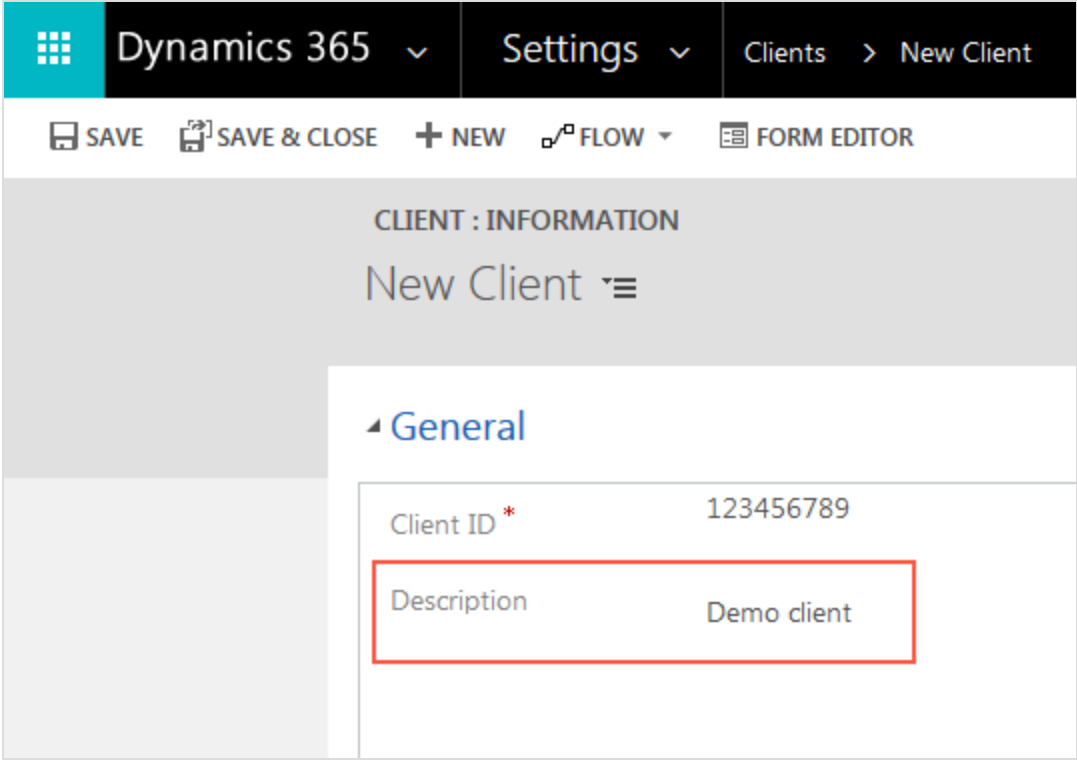 Dynamics 365 Settings Clients > New Client
SAVE SAVE & CLOSE NEW FLOW FORM EDITOR
CLIENT : INFORMATION
New Client
General
Client ID * 123456789
Description Demo client